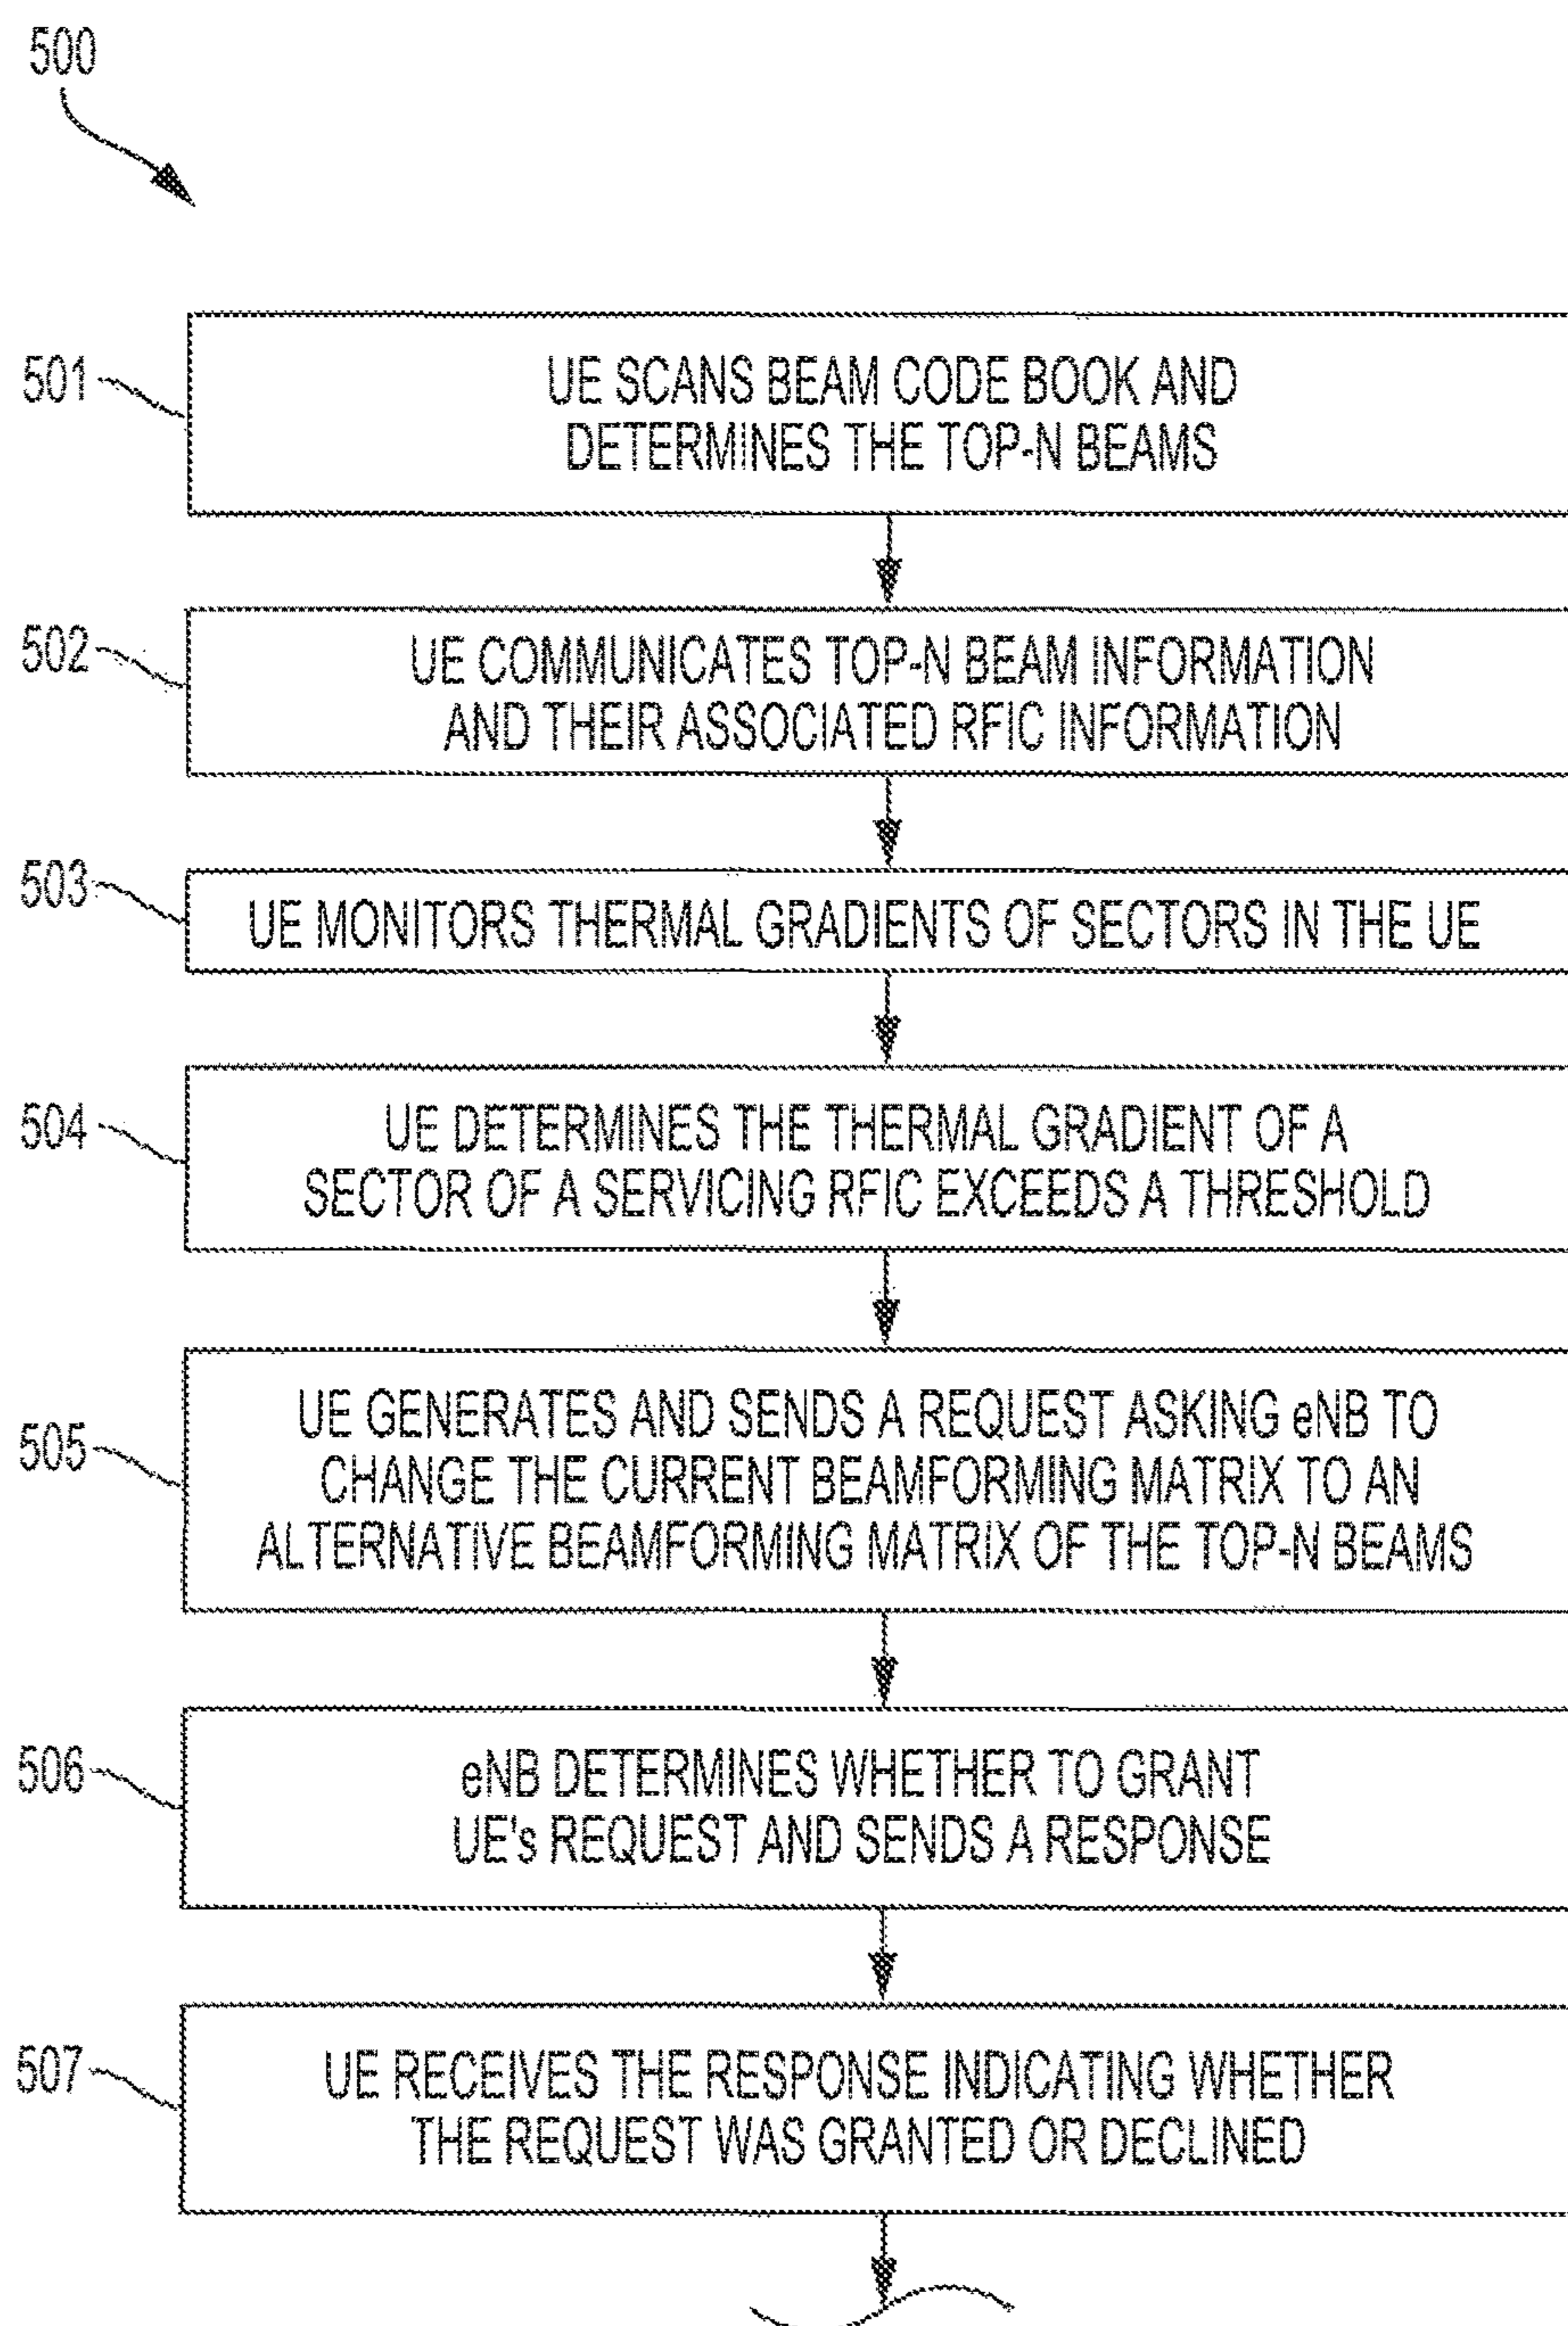 500
501
UE SCANS BEAM CODE BOOK AND
DETERMINES THE TOP-N BEAMS
502
UE COMMUNICATES TOP-N BEAM INFORMATION
AND THEIR ASSOCIATED RFIC INFORMATION
503
UE MONITORS THERMAL GRADIENTS OF SECTORS IN THE UE
504
UE DETERMINES THE THERMAL GRADIENT OF A
SECTOR OF A SERVICING RFIC EXCEEDS A THRESHOLD
505
UE GENERATES AND SENDS A REQUEST ASKING eNB TO
CHANGE THE CURRENT BEAMFORMING MATRIX TO AN
ALTERNATIVE BEAMFORMING MATRIX OF THE TOP-N BEAMS
506
eNB DETERMINES WHETHER TO GRANT
UE's REQUEST AND SENDS A RESPONSE
507
UE RECEIVES THE RESPONSE INDICATING WHETHER
THE REQUEST WAS GRANTED OR DECLINED